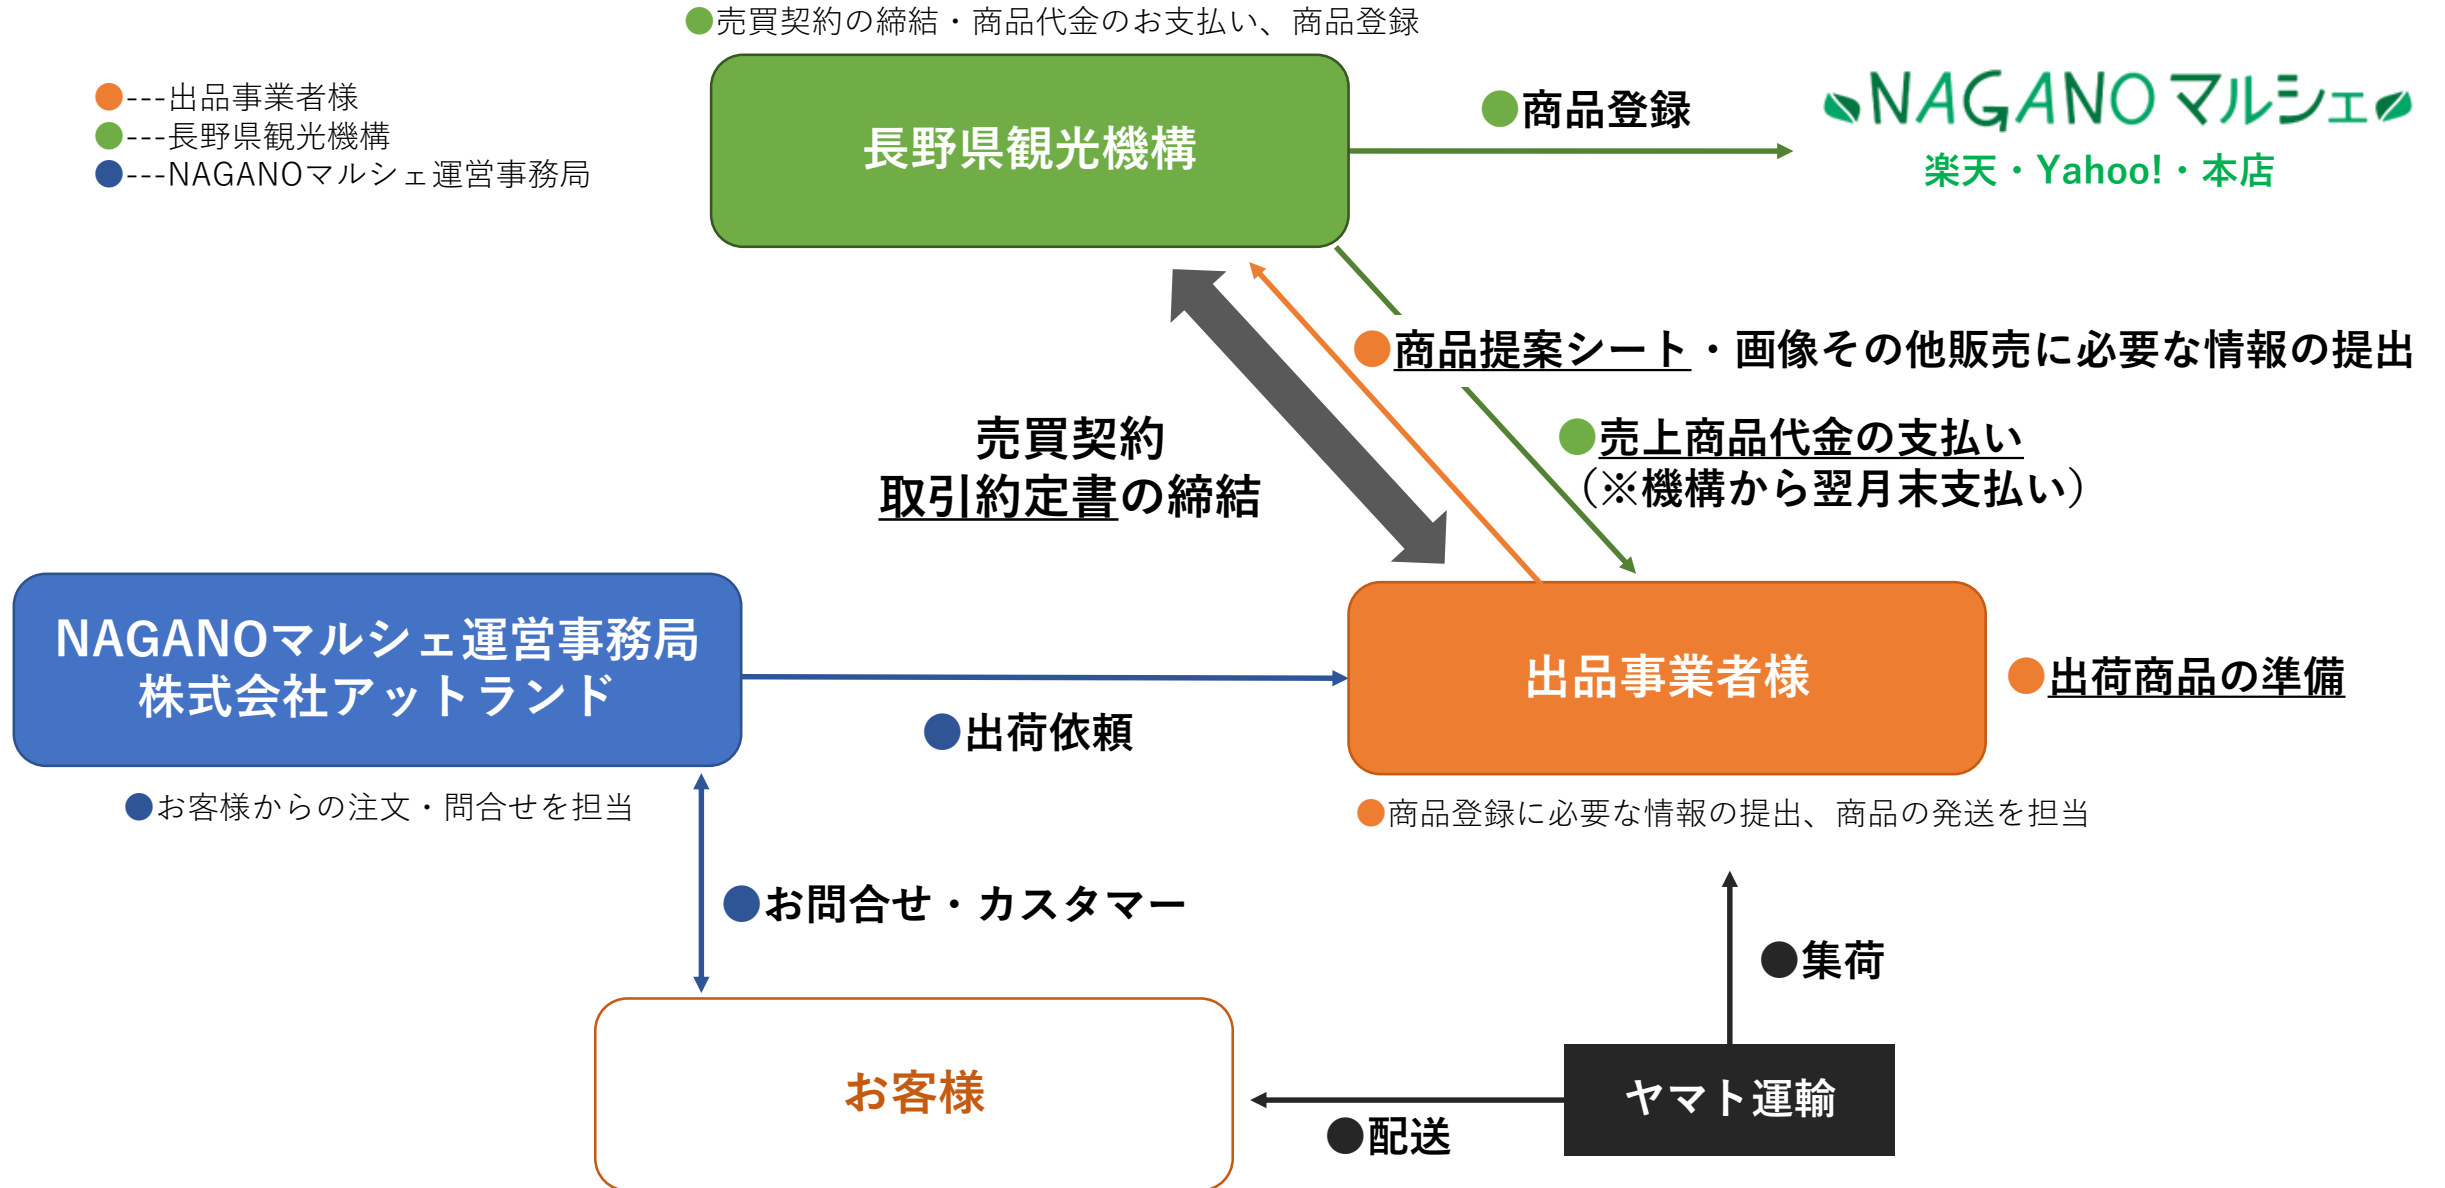 ●売買契約の締結・商品代金のお支払い、商品登録
●---出品事業者様
●---長野県観光機構
●---NAGANOマルシェ運営事務局
長野県観光機構
●商品登録
NAGANOマルシェ
楽天・Yahoo!・本店
●商品提案シート・画像その他販売に必要な情報の提出
●売上商品代金の支払い
（※機構から翌月末支払い）
売買契約
取引約定書の締結
NAGANOマルシェ運営事務局
株式会社アットランド
●出荷依頼
出品事業者様
●出荷商品の準備
●お客様からの注文・問合せを担当
●商品登録に必要な情報の提出、商品の発送を担当
●お問合せ・カスタマー
●集荷
お客様
ヤマト運輸
●配送